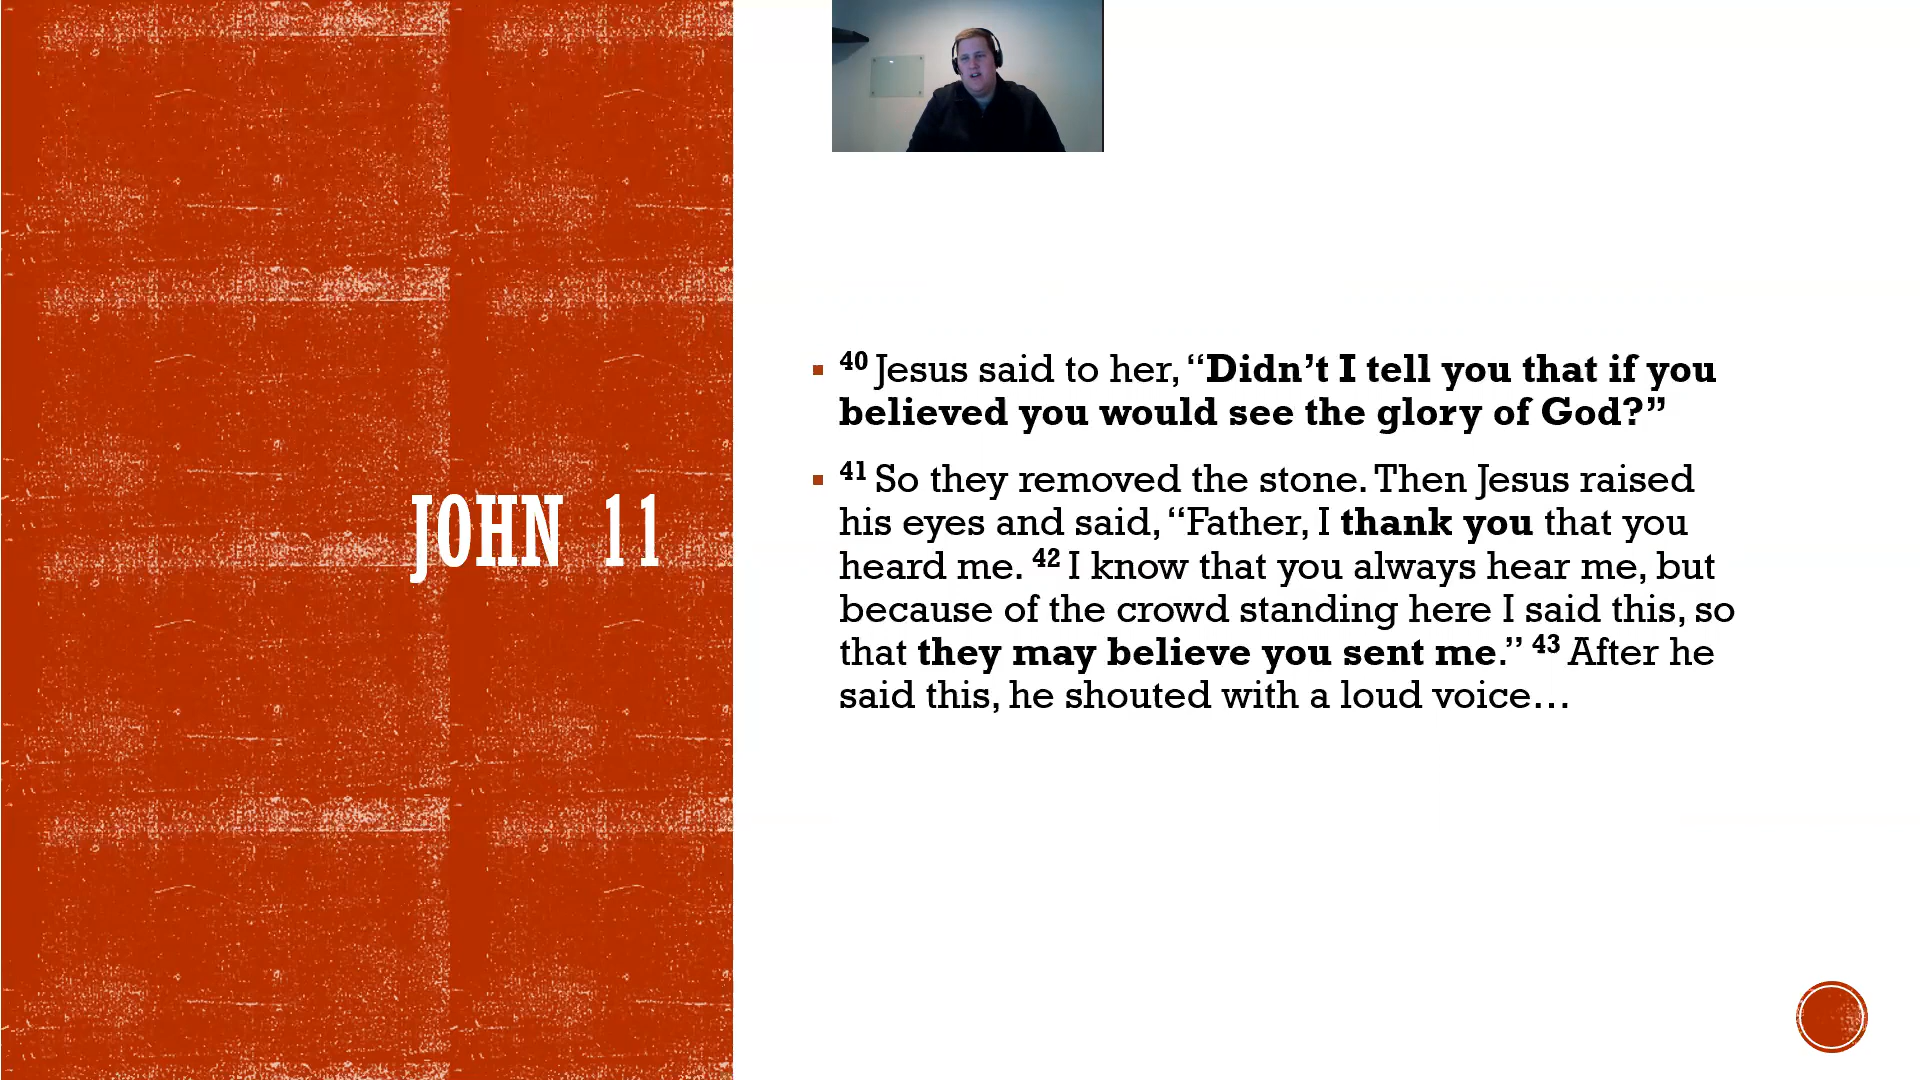 JOHN 11
40 Jesus said to her, “Didn’t I tell you that if you
believed you would see the glory of God?”
41 So they removed the stone. Then Jesus raised
his eyes and said, “Father, I thank you that you
heard me. 42 I know that you always hear me, but
because of the crowd standing here I said this, so
that they may believe you sent me.” 43 After he
said this, he shouted with a loud voice…